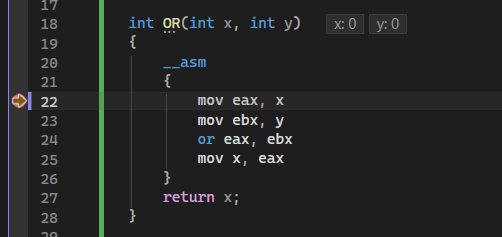 17
18 int OR(int x, int y) x: 0 y: 0
19 {
20 __asm
21 {
22 mov eax, x
23 mov ebx, y
24 or eax, ebx
25 mov x, eax
26 }
27 return x;
28 }
29